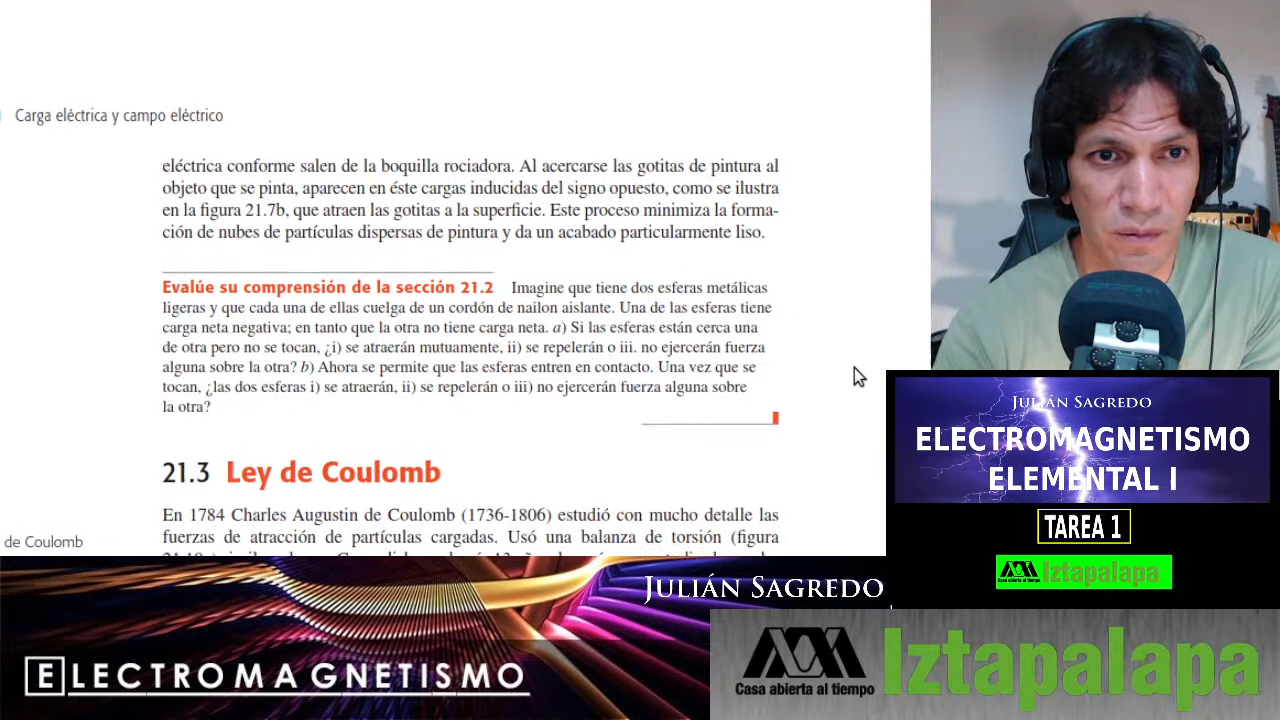 Carga eléctrica y campo eléctrico
eléctrica conforme salen de la boquilla rociadora. Al acercarse las gotitas de pintura al
objeto que se pinta, aparecen en éste cargas inducidas del signo opuesto, como se ilustra
en la figura 21.7b, que atraen las gotitas a la superficie. Este proceso minimiza la forma-
ción de nubes de partículas dispersas de pintura y da un acabado particularmente liso.
Evalúe su comprensión de la sección 21.2 Imagine que tiene dos esferas metálicas
ligeras y que cada una de ellas cuelga de un cordón de nailon aislante. Una de las esferas tiene
carga neta negativa; en tanto que la otra no tiene carga neta. a) Si las esferas están cerca una
de otra pero no se tocan, ¿i) se atraerán mutuamente, ii) se repelerán o iii. no ejercerán fuerza
alguna sobre la otra? b) Ahora se permite que las esferas entren en contacto. Una vez que se
tocan, ¿las dos esferas i) se atraerán, ii) se repelerán o iii) no ejercerán fuerza alguna sobre
la otra?
21.3 Ley de Coulomb
En 1784 Charles Augustin de Coulomb (1736-1806) estudió con mucho detalle las
fuerzas de atracción de partículas cargadas. Usó una balanza de torsión (figura
de Coulomb
JULIÁN SAGREDO
ELECTROMAGNETISMO
ELEMENTAL I
TAREA 1
Casa abierta al tiempo Iztapalapa
JULIÁN SAGREDO
ELECTROMAGNETISMO
Casa abierta al tiempo Iztapalapa